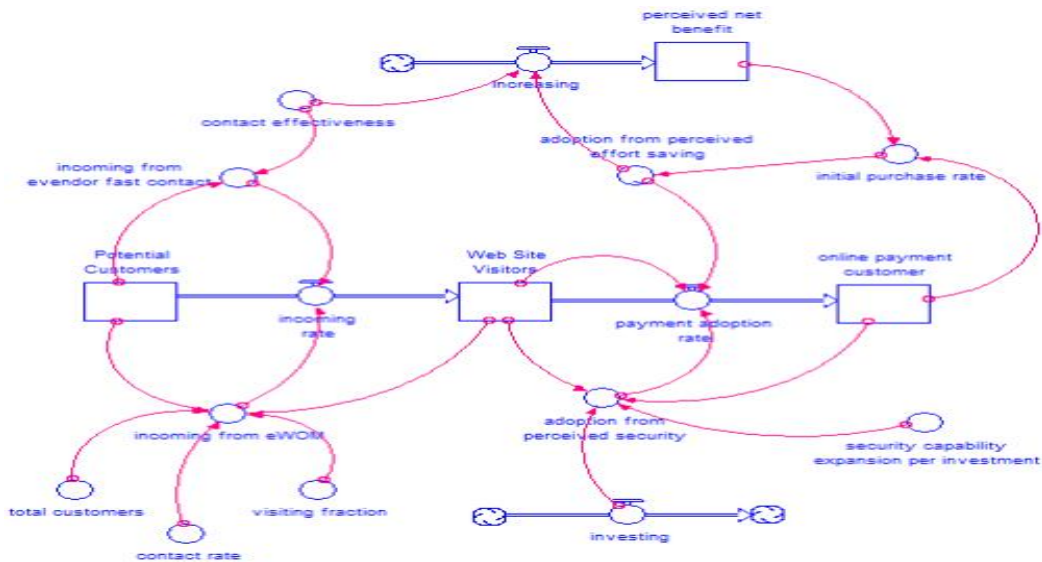 perceived net
benefit
increasing
contact effectiveness
adoption from perceived
effort saving
incoming from
evendor fast contact
initial purchase rate
Potential
Customers
Web Site
Visitors
online payment
customer
incoming
rate
payment adoption
rate
incoming from eWOM
adoption from
perceived security
security capability
expansion per investment
total customers
visiting fraction
investing
contact rate